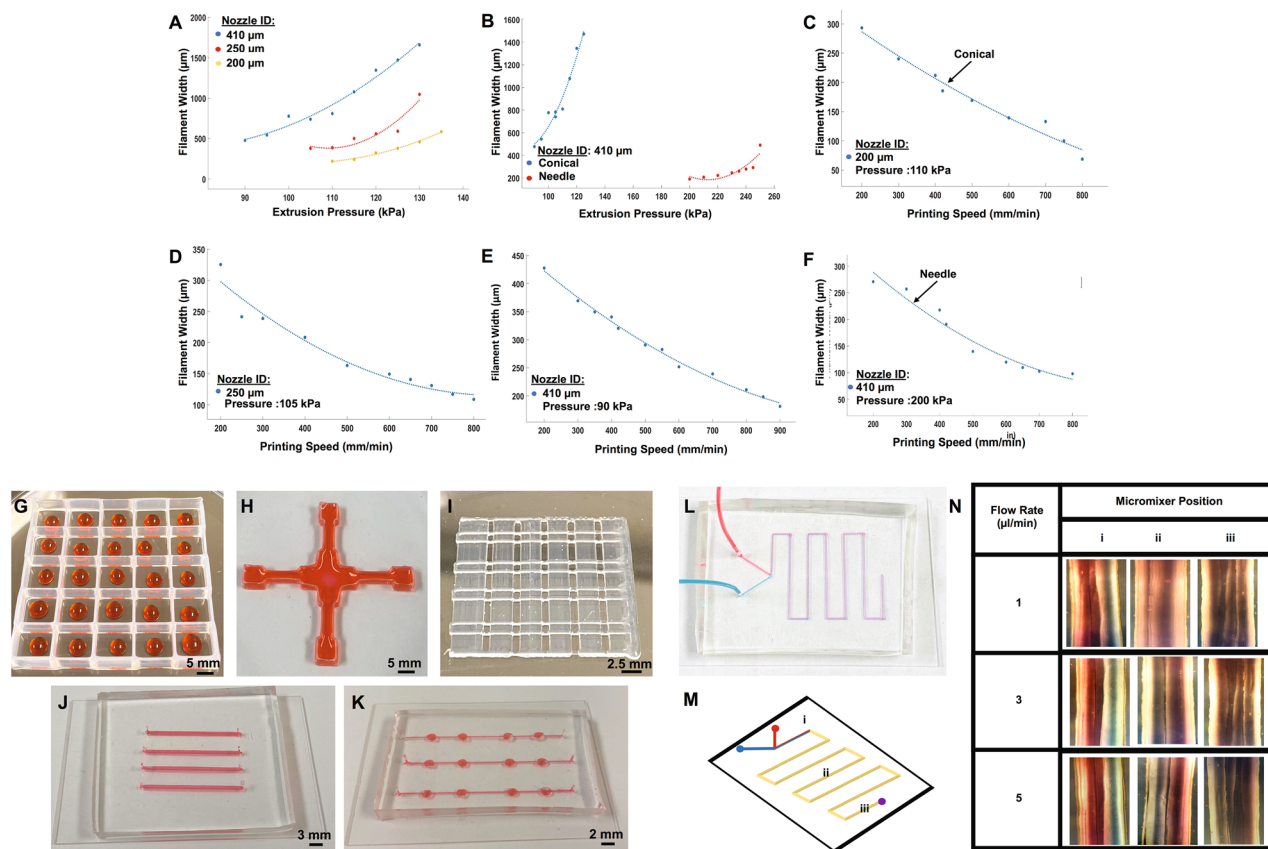 A
Nozzle ID:
410 µm
250 um
200 µm
Filament Width (µm)
2000
1500
1000
500
0
90 100 110 120 130 140
Extrusion Pressure (kPa)
B
Filament Width (µm)
1600
1400
1200
1000
800
600
400
200
Nozzle ID: 410 µm
Conical
Needle
100 120 140 160 180 200 220 240 260
Extrusion Pressure (kPa)
C
Filament Width (µm)
300
250
200
150
100
50
Conical
Nozzle ID:
200 µm
Pressure :110 kPa
200 300 400 500 600 700 800
Printing Speed (mm/min)
D
Filament Width (µm)
350
300
250
200
150
100
Nozzle ID:
250 µm
Pressure :105 kPa
200 300 400 500 600 700 800
Printing Speed (mm/min)
E
Filament Width (µm)
450
400
350
300
250
200
Nozzle ID:
410 µm
Pressure :90 kPa
200 300 400 500 600 700 800 900
Printing Speed (mm/min)
F
Filament Width (µm)
350
300
250
200
150
100
50
Needle
Nozzle ID:
410 µm
Pressure :200 kPa
200 300 400 500 600 700 800
Printing Speed (mm/min)
in)
G
5 mm
H
5 mm
I
2.5 mm
J
3 mm
K
2 mm
L
M
i
ii
iii
N
Flow Rate
(µl/min)
Micromixer Position
i ii iii
1
3
5